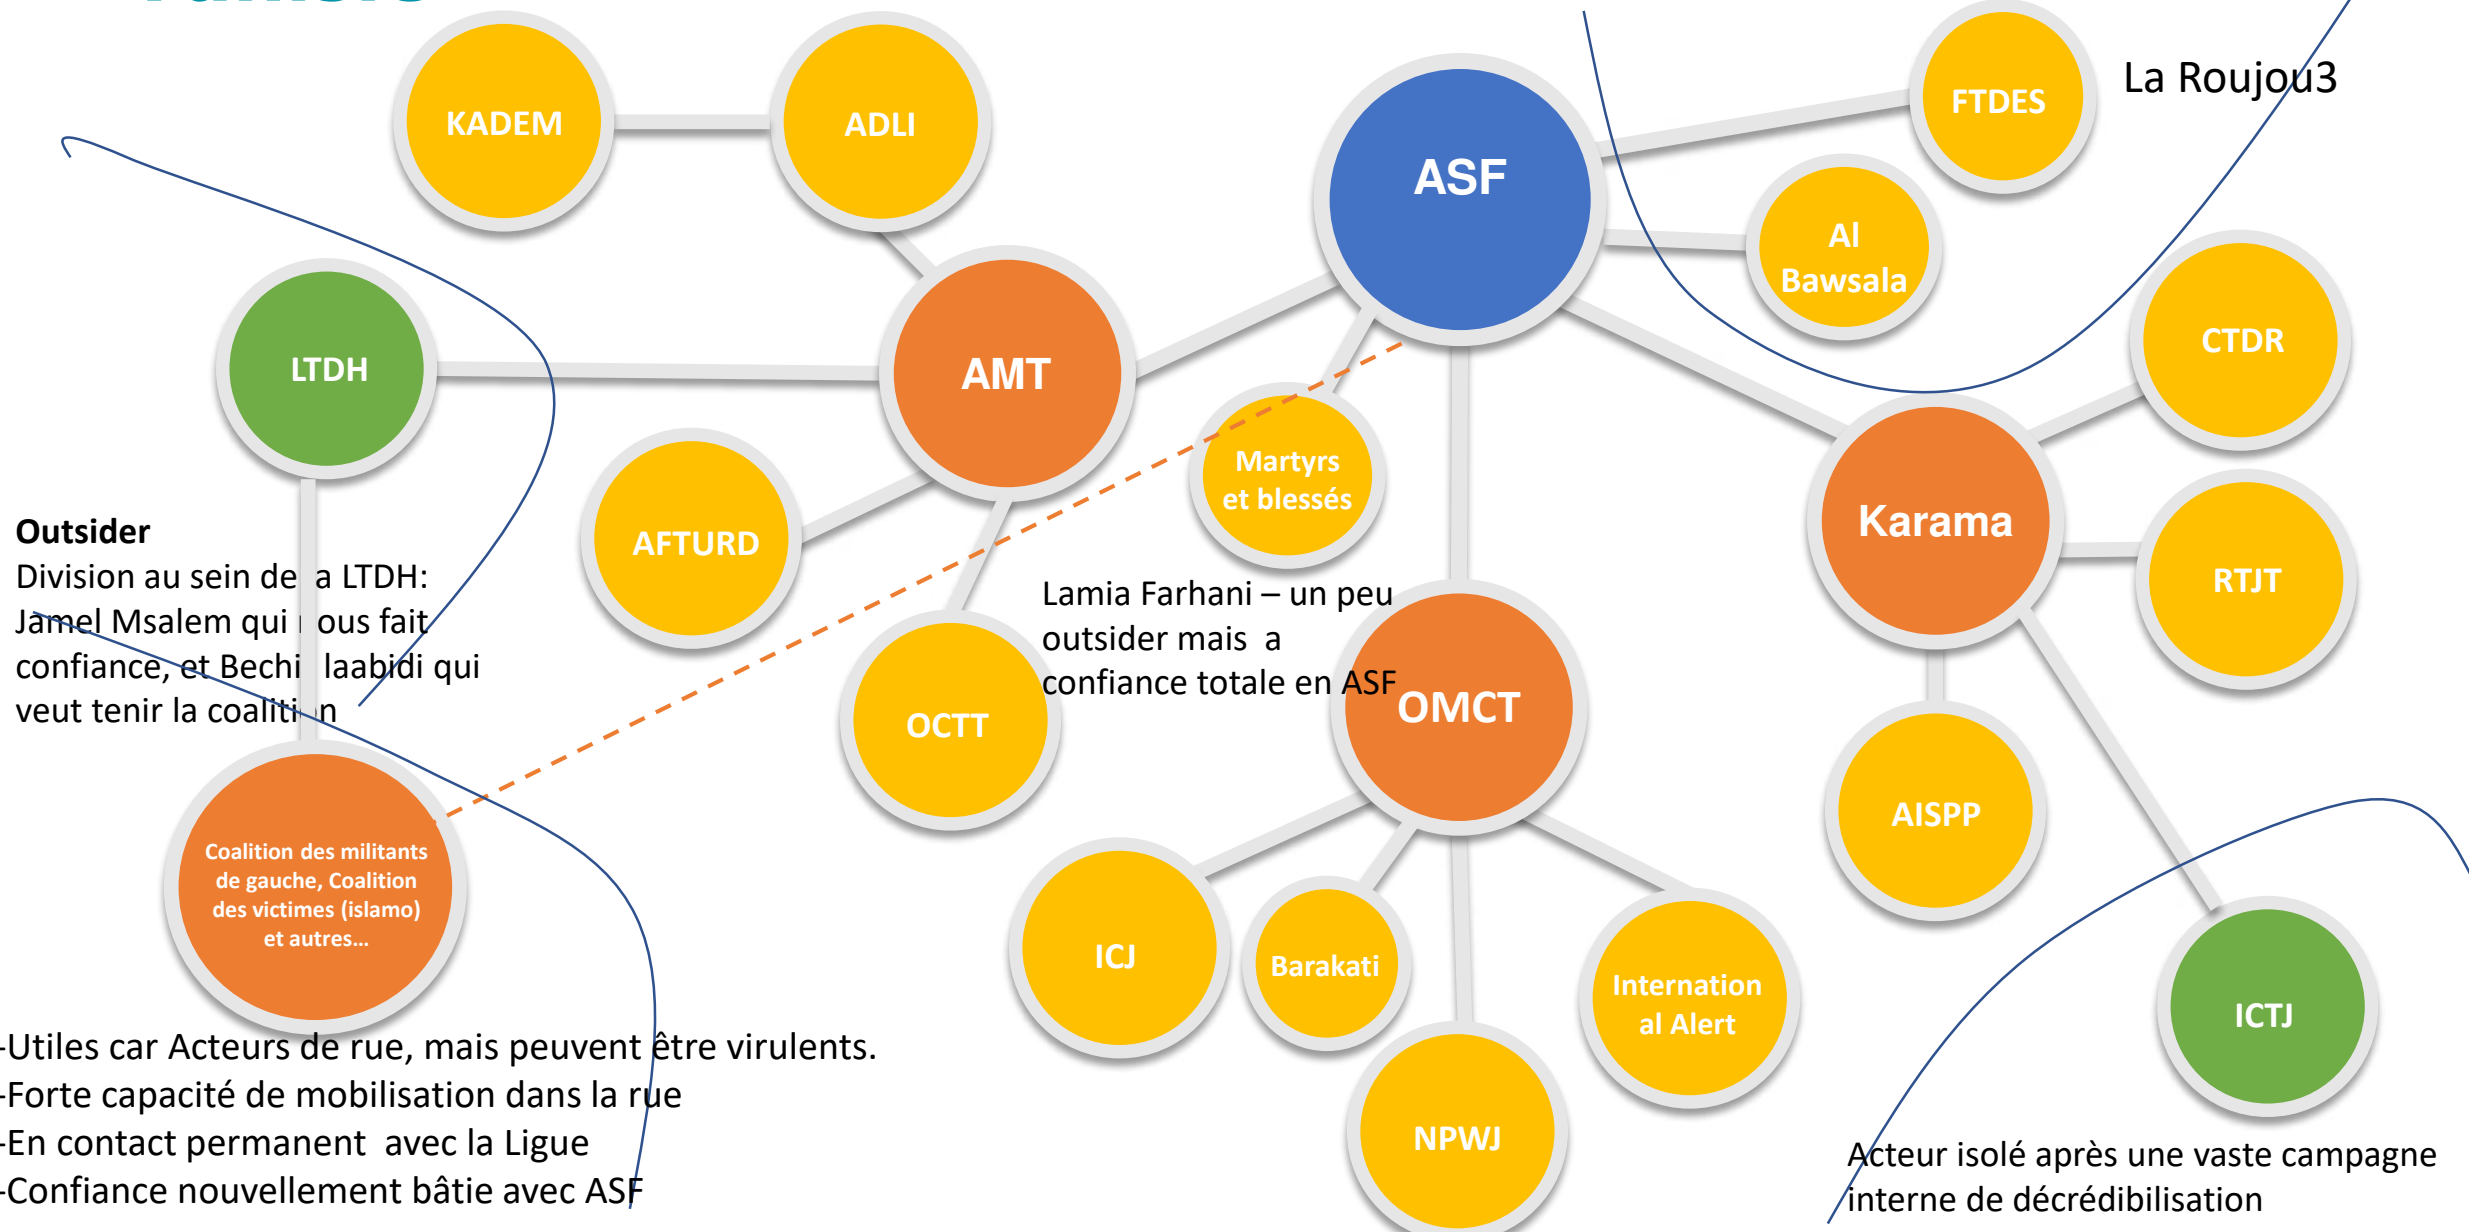 KADEM
ADLI
ASF
FTDES
La Roujou3
Al
Bawsala
LTDH
AMT
CTDR
Martyrs
et blessés
Karama
AFTURD
RTJT
Outsider
Division au sein de la LTDH:
Jamel Msalem qui nous fait
confiance, et Bechir laabidi qui
veut tenir la coalition
Lamia Farhani – un peu
outsider mais a
confiance totale en ASF
OCTT
OMCT
AISPP
Coalition des militants
de gauche, Coalition
des victimes (islamo)
et autres...
ICJ
Barakati
Internation
al Alert
NPWJ
ICTJ
-Utiles car Acteurs de rue, mais peuvent être virulents.
-Forte capacité de mobilisation dans la rue
-En contact permanent avec la Ligue
-Confiance nouvellement bâtie avec ASF
Acteur isolé après une vaste campagne
interne de décrédibilisation